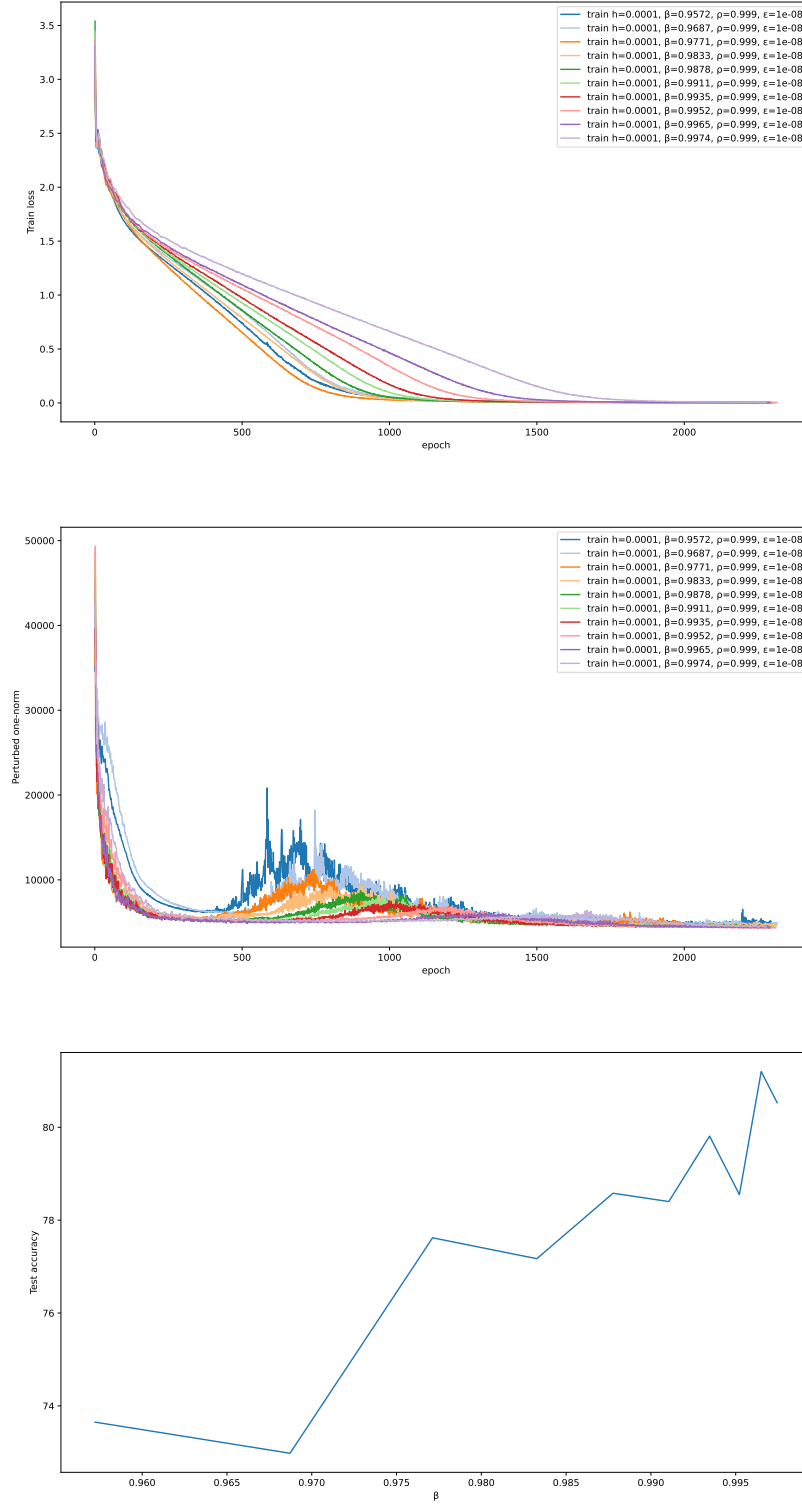 3.5
3.0
2.5
2.0
1.5
1.0
0.5
0.0
Train loss
0
500
1000
1500
2000
epoch
train h=0.0001, β=0.9572, ρ=0.999, ε=1e-08
train h=0.0001, β=0.9687, ρ=0.999, ε=1e-08
train h=0.0001, β=0.9771, ρ=0.999, ε=1e-08
train h=0.0001, β=0.9833, ρ=0.999, ε=1e-08
train h=0.0001, β=0.9878, ρ=0.999, ε=1e-08
train h=0.0001, β=0.9911, ρ=0.999, ε=1e-08
train h=0.0001, β=0.9935, ρ=0.999, ε=1e-08
train h=0.0001, β=0.9952, ρ=0.999, ε=1e-08
train h=0.0001, β=0.9965, ρ=0.999, ε=1e-08
train h=0.0001, β=0.9974, ρ=0.999, ε=1e-08
50000
40000
30000
20000
10000
Perturbed one-norm
0
500
1000
1500
2000
epoch
train h=0.0001, β=0.9572, ρ=0.999, ε=1e-08
train h=0.0001, β=0.9687, ρ=0.999, ε=1e-08
train h=0.0001, β=0.9771, ρ=0.999, ε=1e-08
train h=0.0001, β=0.9833, ρ=0.999, ε=1e-08
train h=0.0001, β=0.9878, ρ=0.999, ε=1e-08
train h=0.0001, β=0.9911, ρ=0.999, ε=1e-08
train h=0.0001, β=0.9935, ρ=0.999, ε=1e-08
train h=0.0001, β=0.9952, ρ=0.999, ε=1e-08
train h=0.0001, β=0.9965, ρ=0.999, ε=1e-08
train h=0.0001, β=0.9974, ρ=0.999, ε=1e-08
80
78
76
74
Test accuracy
0.960
0.965
0.970
0.975
0.980
0.985
0.990
0.995
β